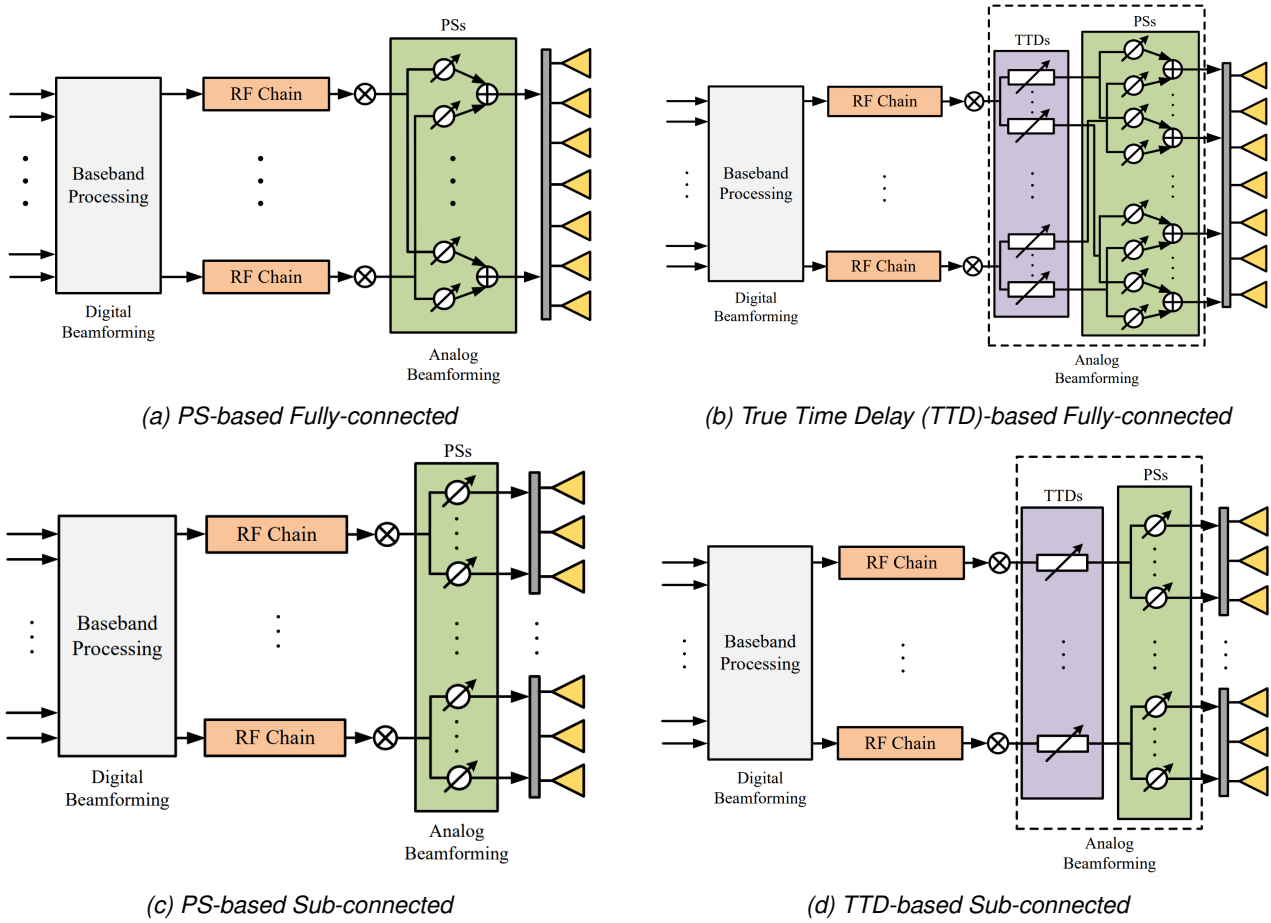 PSs
RF Chain
Baseband
Processing
RF Chain
Digital
Beamforming
Analog
Beamforming
(a) PS-based Fully-connected
TTDs
PSs
RF Chain
Baseband
Processing
RF Chain
Digital
Beamforming
Analog
Beamforming
(b) True Time Delay (TTD)-based Fully-connected
PSs
RF Chain
Baseband
Processing
RF Chain
Digital
Beamforming
Analog
Beamforming
(c) PS-based Sub-connected
TTDs
PSs
RF Chain
Baseband
Processing
RF Chain
Digital
Beamforming
Analog
Beamforming
(d) TTD-based Sub-connected